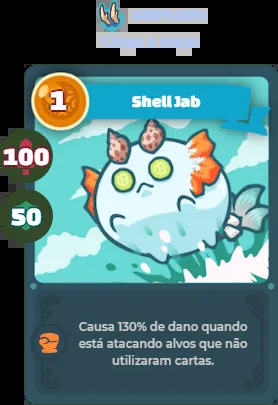 1
Shell Jab
100
50
Causa 130% de dano quando
está atacando alvos que não
utilizaram cartas.